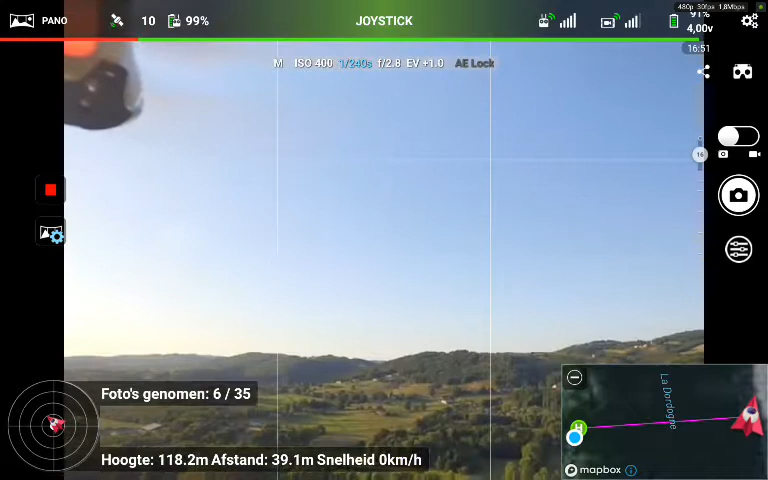 480p 30fps 1,8Mbps
PANO
10
99%
JOYSTICK
91%
4,00v
16:51
M ISO 400 1/240s f/2.8 EV +1.0 AE Lock
16
Foto's genomen: 6 / 35
Hoogte: 118.2m Afstand: 39.1m Snelheid 0km/h
La Dordogne
H
mapbox